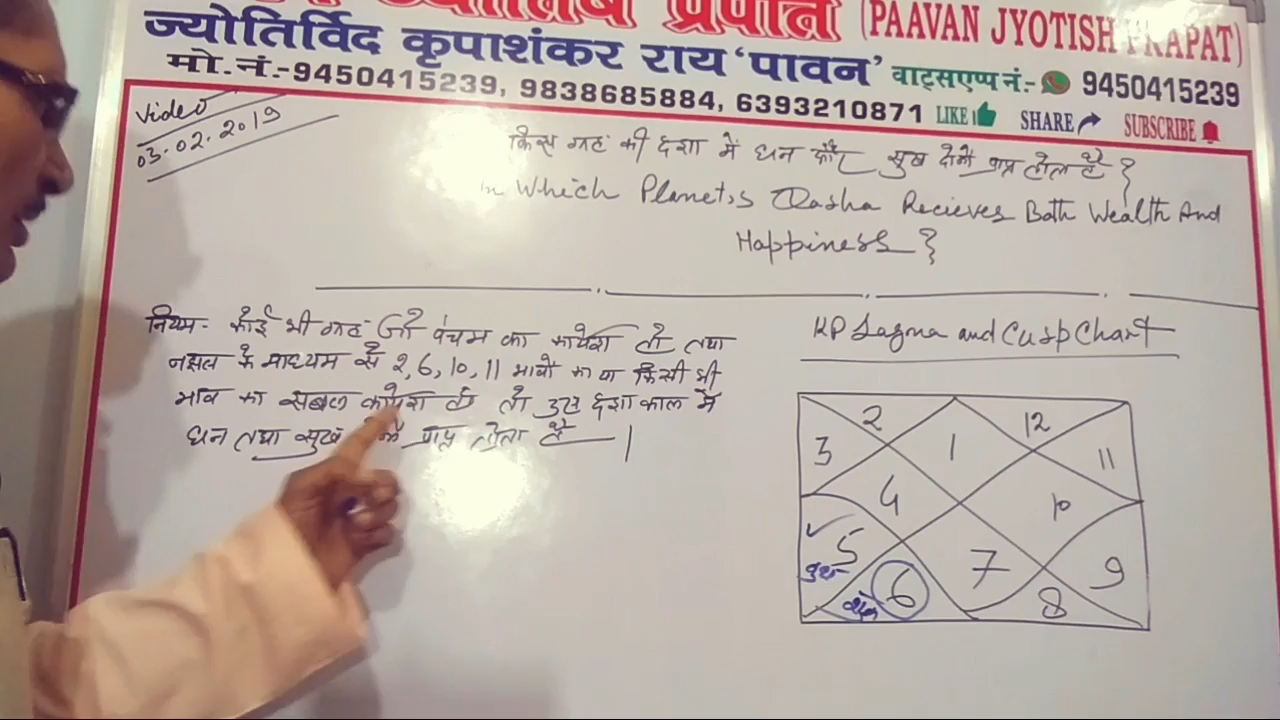 ज्योतिष प्रपात (PAAVAN JYOTISH PRAPAT)
ज्योतिर्विद कृपाशंकर राय 'पावन' वाट्सएप्प नं:- 9450415239
मो.नं.-9450415239, 9838685884, 6393210871 LIKE SHARE SUBSCRIBE
Video
03.02.2019
किस ग्रह की दशा में धन और सुख दोनों प्राप्त होते है?
In Which Planet,s Dasha Recieves Both Wealth And
Happiness?
नियम- कोई भी ग्रह जो पंचम का कार्येश हो तथा
नक्षत्र के माध्यम से 2, 6, 10, 11 भावों का या किसी भी
भाव का सबल कार्येश हो तो उस दशा काल में
धन तथा सुख प्राप्त होता है।
KP Lagna and Cusp Chart
2 12
3 1 11
4 10
5 7 9
6 8